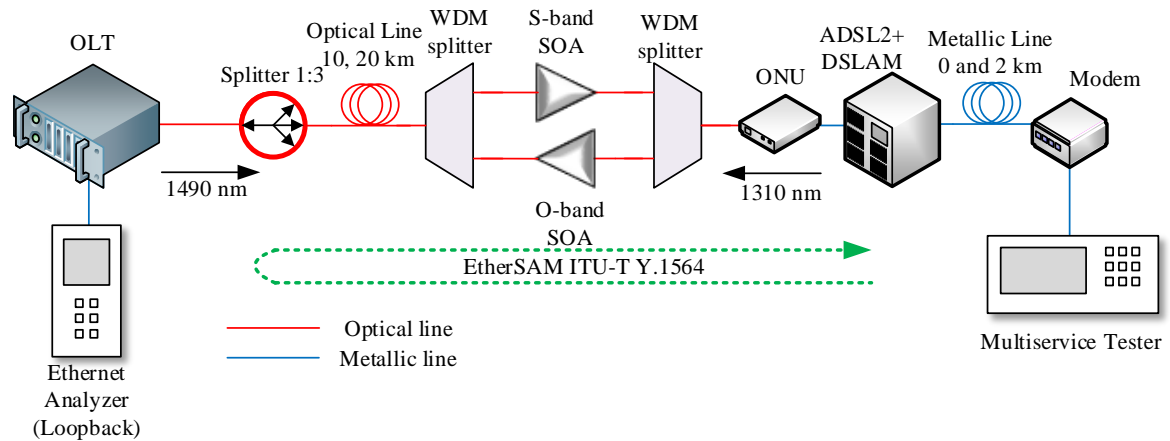 OLT
Splitter 1:3
Optical Line
10, 20 km
WDM
splitter
S-band
SOA
WDM
splitter
ONU
ADSL2+
DSLAM
Metallic Line
0 and 2 km
Modem
1490 nm
1310 nm
O-band
SOA
EtherSAM ITU-T Y.1564
Optical line
Metallic line
Ethernet
Analyzer
(Loopback)
Multiservice Tester